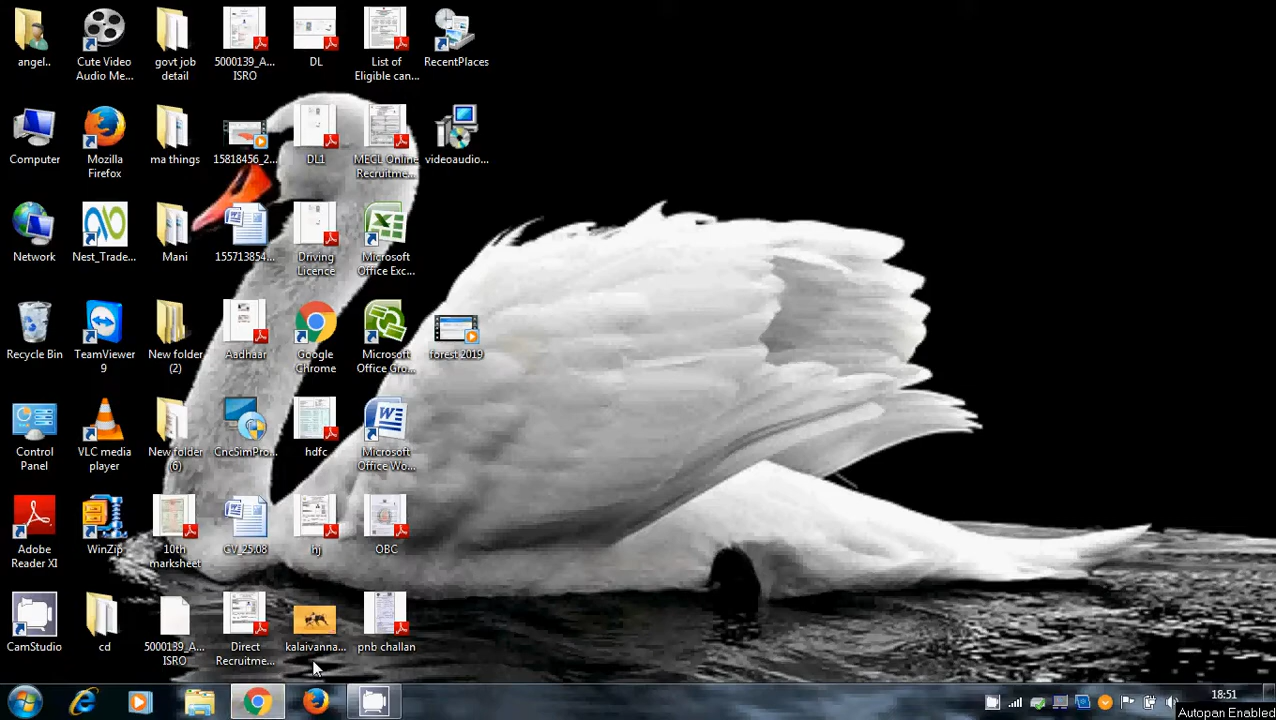 angel..
Cute Video
Audio Me...
govt job
detail
5000139_A...
ISRO
DL
List of
Eligible can...
RecentPlaces
Computer
Mozilla
Firefox
ma things
15818456_2...
DL1
MECL Online
Recruitme...
videoaudio...
Network
Nest_Trade...
Mani
155713854...
Driving
Licence
Microsoft
Office Exc...
Recycle Bin
TeamViewer
9
New folder
(2)
Aadhaar
Google
Chrome
Microsoft
Office Gro...
forest 2019
Control
Panel
VLC media
player
New folder
(6)
CncSimPro...
hdfc
Microsoft
Office Wo...
Adobe
Reader XI
WinZip
10th
marksheet
CV_25.08
hj
OBC
CamStudio
cd
5000139_A...
ISRO
Direct
Recruitme...
kalaivanna...
pnb challan
18:51
Autopan Enabled